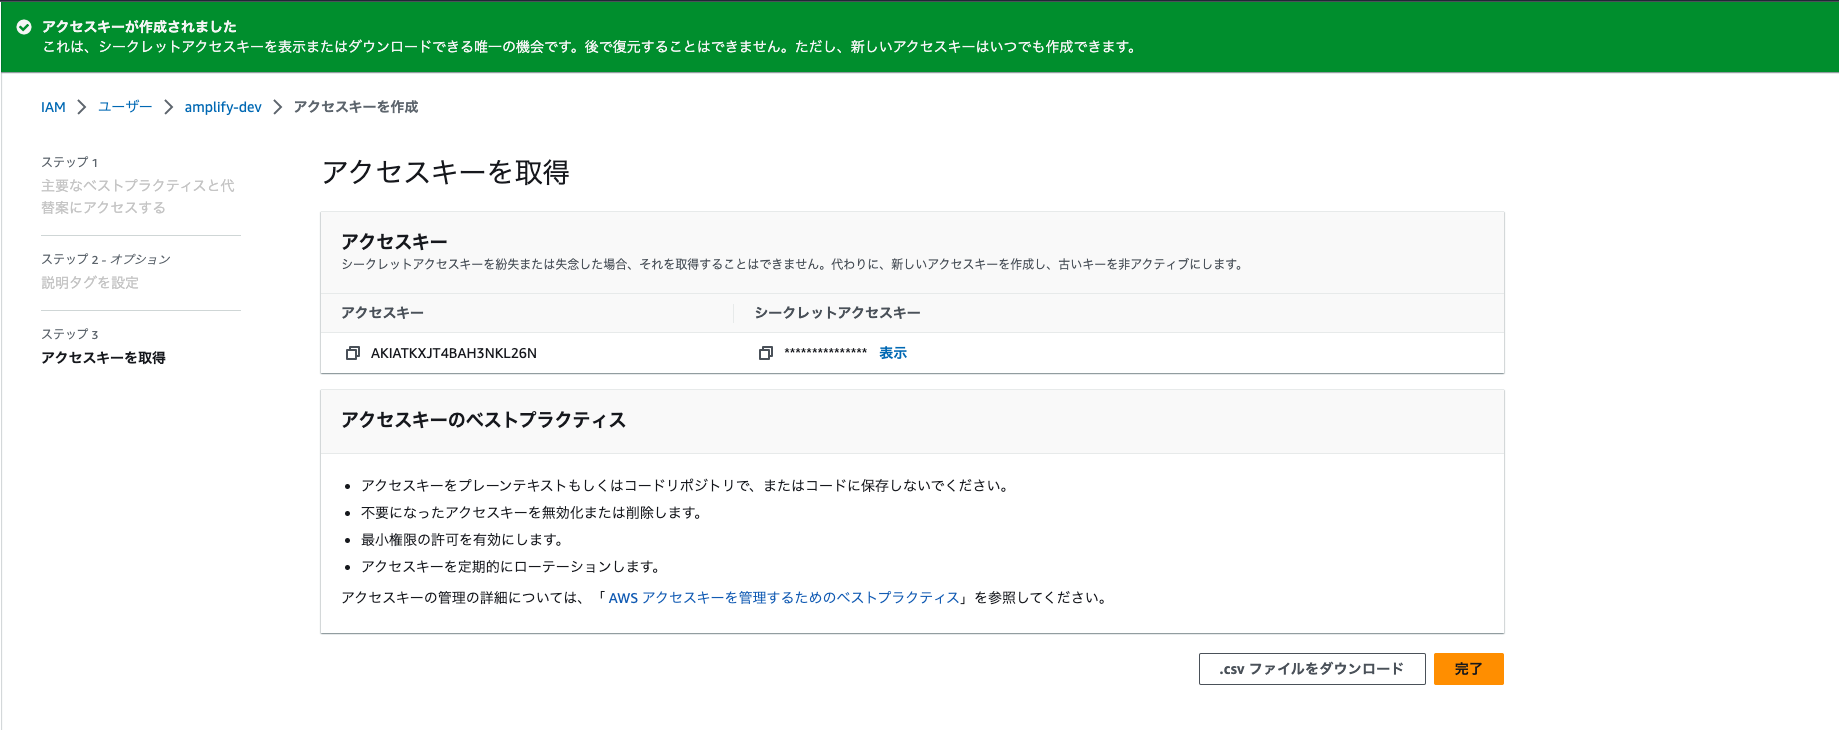 アクセスキーが作成されました
これは、シークレットアクセスキーを表示またはダウンロードできる唯一の機会です。後で復元することはできません。ただし、新しいアクセスキーはいつでも作成できます。
IAM > ユーザー > amplify-dev > アクセスキーを作成
ステップ 1
主要なベストプラクティスと代
替案にアクセスする
ステップ 2 - オプション
説明タグを設定
ステップ 3
アクセスキーを取得
アクセスキーを取得
アクセスキー
シークレットアクセスキーを紛失または失念した場合、それを取得することはできません。代わりに、新しいアクセスキーを作成し、古いキーを非アクティブにします。
アクセスキー シークレットアクセスキー
AKIATKXJT4BAH3NKL26N *************** 表示
アクセスキーのベストプラクティス
• アクセスキーをプレーンテキストもしくはコードリポジトリで、またはコードに保存しないでください。
• 不要になったアクセスキーを無効化または削除します。
• 最小権限の許可を有効にします。
• アクセスキーを定期的にローテーションします。
アクセスキーの管理の詳細については、「 AWS アクセスキーを管理するためのベストプラクティス」を参照してください。
.csv ファイルをダウンロード 完了